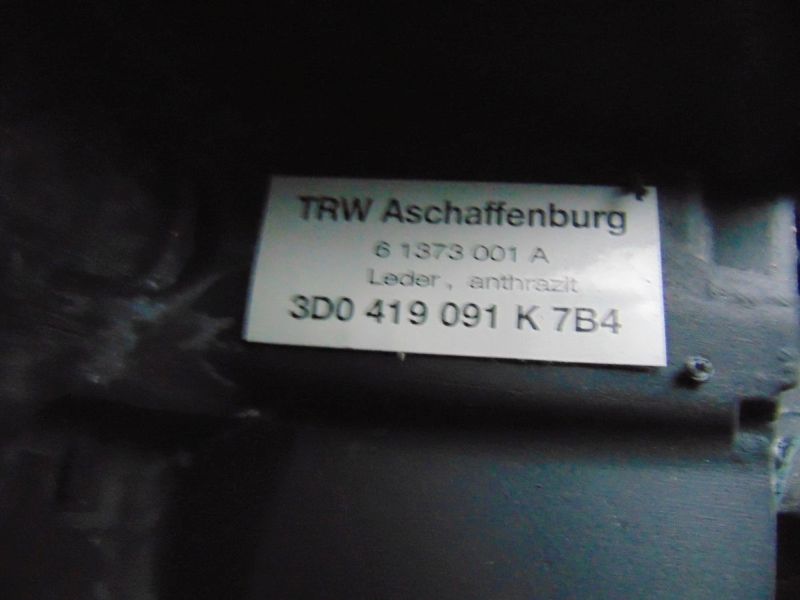 TRW Aschaffenburg
6 1373 001 A
Leder, anthrazit
3D0 419 091 K 7B4